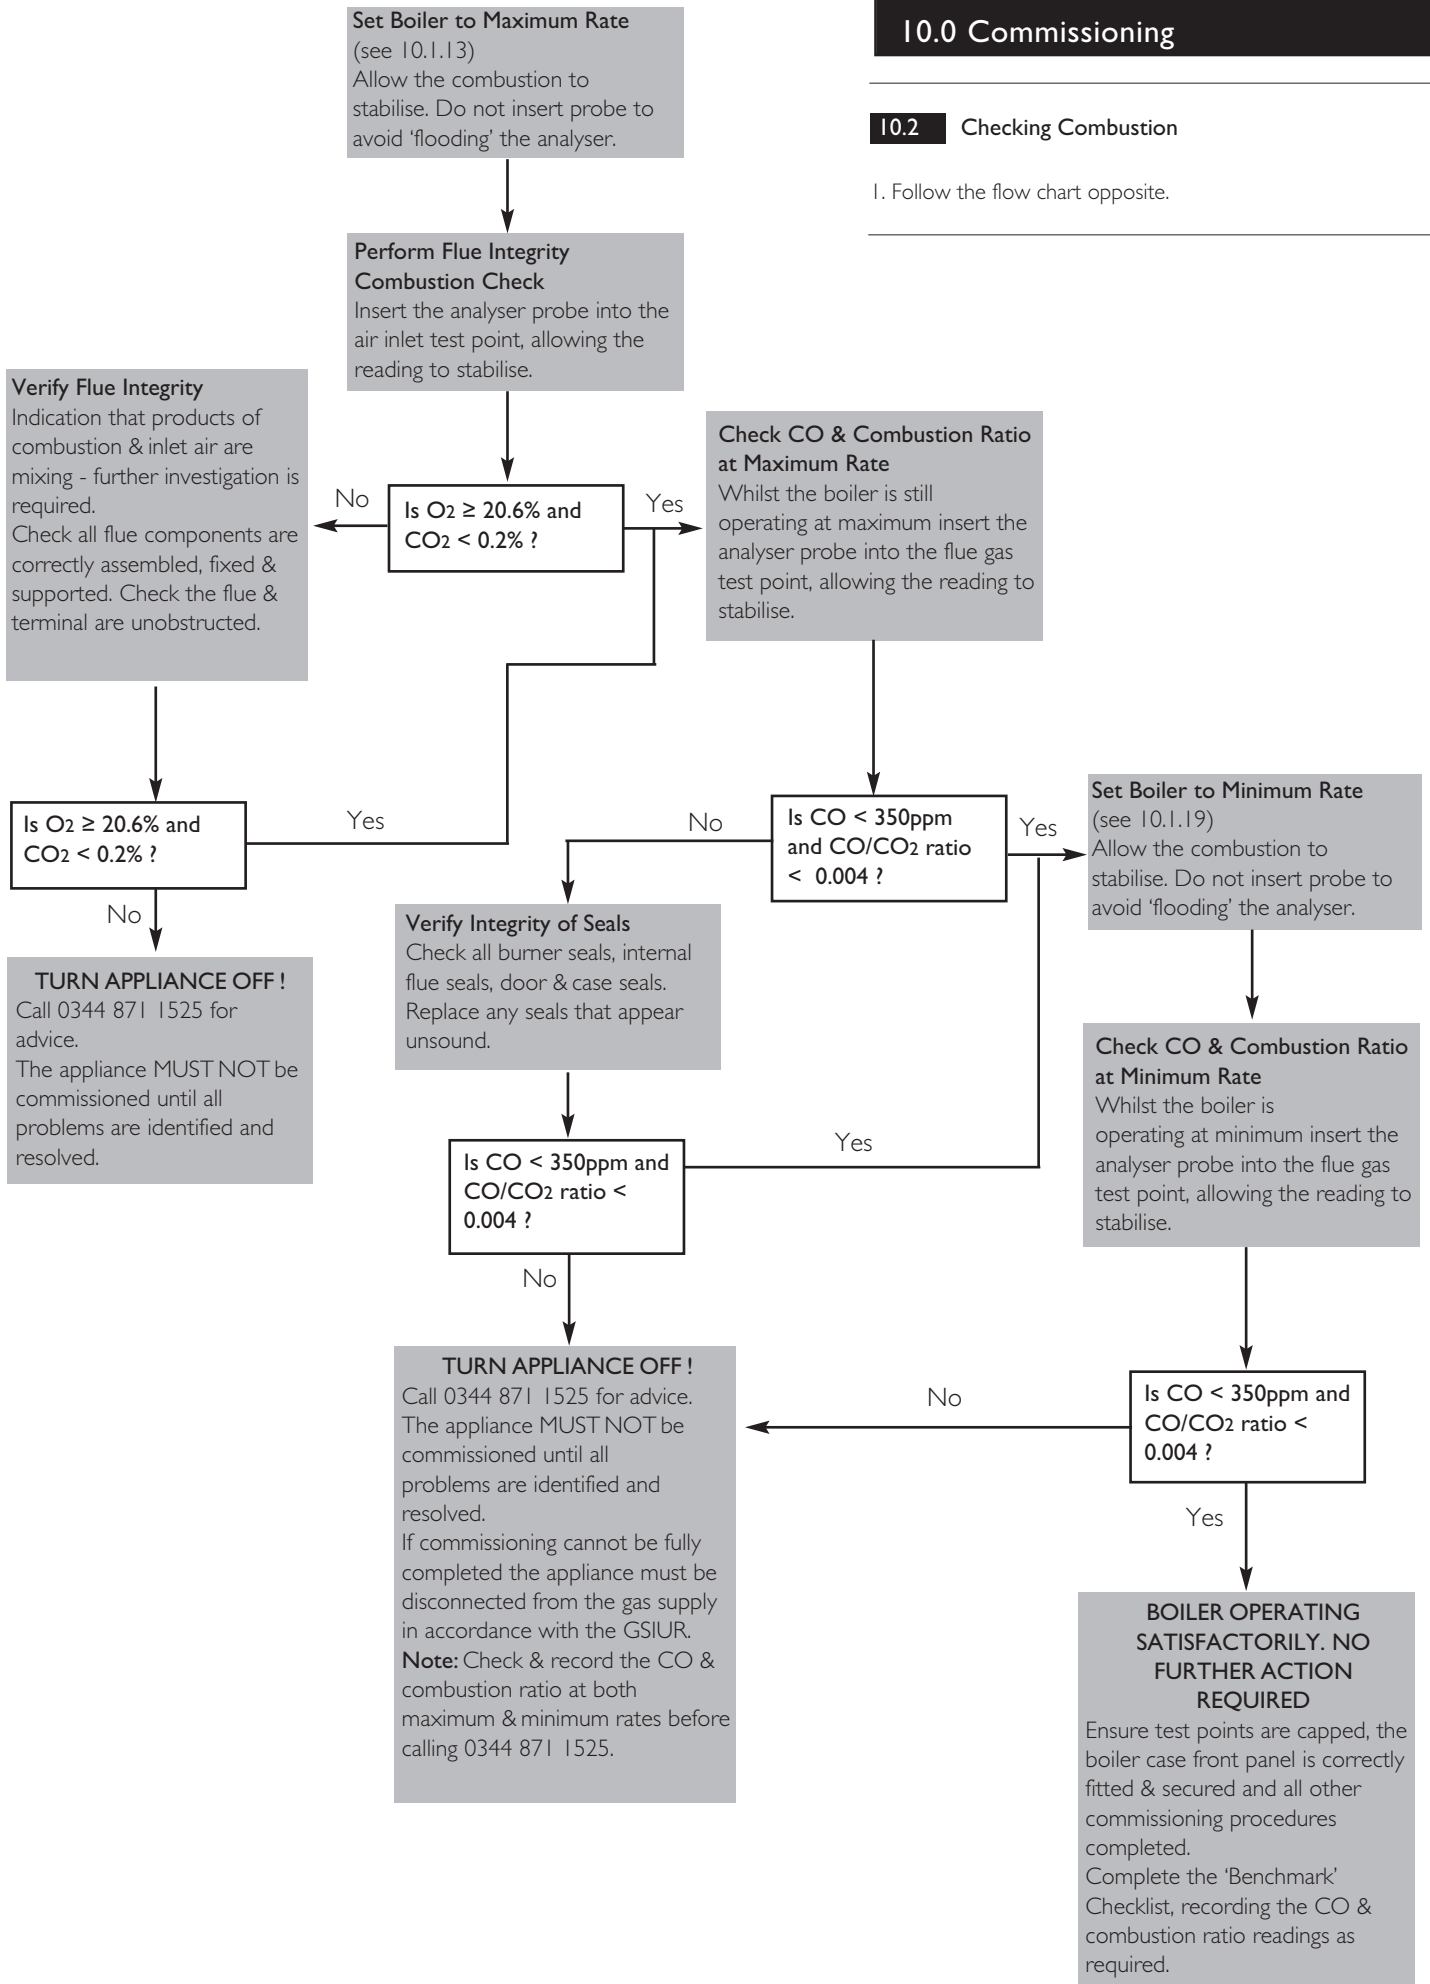 10.0 Commissioning
10.2 Checking Combustion
1. Follow the flow chart opposite.
Set Boiler to Maximum Rate
(see 10.1.13)
Allow the combustion to
stabilise. Do not insert probe to
avoid ‘flooding’ the analyser.
Perform Flue Integrity
Combustion Check
Insert the analyser probe into the
air inlet test point, allowing the
reading to stabilise.
Is O2 ≥ 20.6% and
CO2 < 0.2% ?
No
Yes
Verify Flue Integrity
Indication that products of
combustion & inlet air are
mixing - further investigation is
required.
Check all flue components are
correctly assembled, fixed &
supported. Check the flue &
terminal are unobstructed.
Is O2 ≥ 20.6% and
CO2 < 0.2% ?
Yes
No
TURN APPLIANCE OFF !
Call 0344 871 1525 for
advice.
The appliance MUST NOT be
commissioned until all
problems are identified and
resolved.
Check CO & Combustion Ratio
at Maximum Rate
Whilst the boiler is still
operating at maximum insert the
analyser probe into the flue gas
test point, allowing the reading to
stabilise.
Is CO < 350ppm
and CO/CO2 ratio
< 0.004 ?
No
Yes
Verify Integrity of Seals
Check all burner seals, internal
flue seals, door & case seals.
Replace any seals that appear
unsound.
Is CO < 350ppm and
CO/CO2 ratio <
0.004 ?
Yes
No
TURN APPLIANCE OFF !
Call 0344 871 1525 for advice.
The appliance MUST NOT be
commissioned until all
problems are identified and
resolved.
If commissioning cannot be fully
completed the appliance must be
disconnected from the gas supply
in accordance with the GSIUR.
Note: Check & record the CO &
combustion ratio at both
maximum & minimum rates before
calling 0344 871 1525.
Set Boiler to Minimum Rate
(see 10.1.19)
Allow the combustion to
stabilise. Do not insert probe to
avoid ‘flooding’ the analyser.
Check CO & Combustion Ratio
at Minimum Rate
Whilst the boiler is
operating at minimum insert the
analyser probe into the flue gas
test point, allowing the reading to
stabilise.
Is CO < 350ppm and
CO/CO2 ratio <
0.004 ?
No
Yes
BOILER OPERATING
SATISFACTORILY. NO
FURTHER ACTION
REQUIRED
Ensure test points are capped, the
boiler case front panel is correctly
fitted & secured and all other
commissioning procedures
completed.
Complete the ‘Benchmark’
Checklist, recording the CO &
combustion ratio readings as
required.